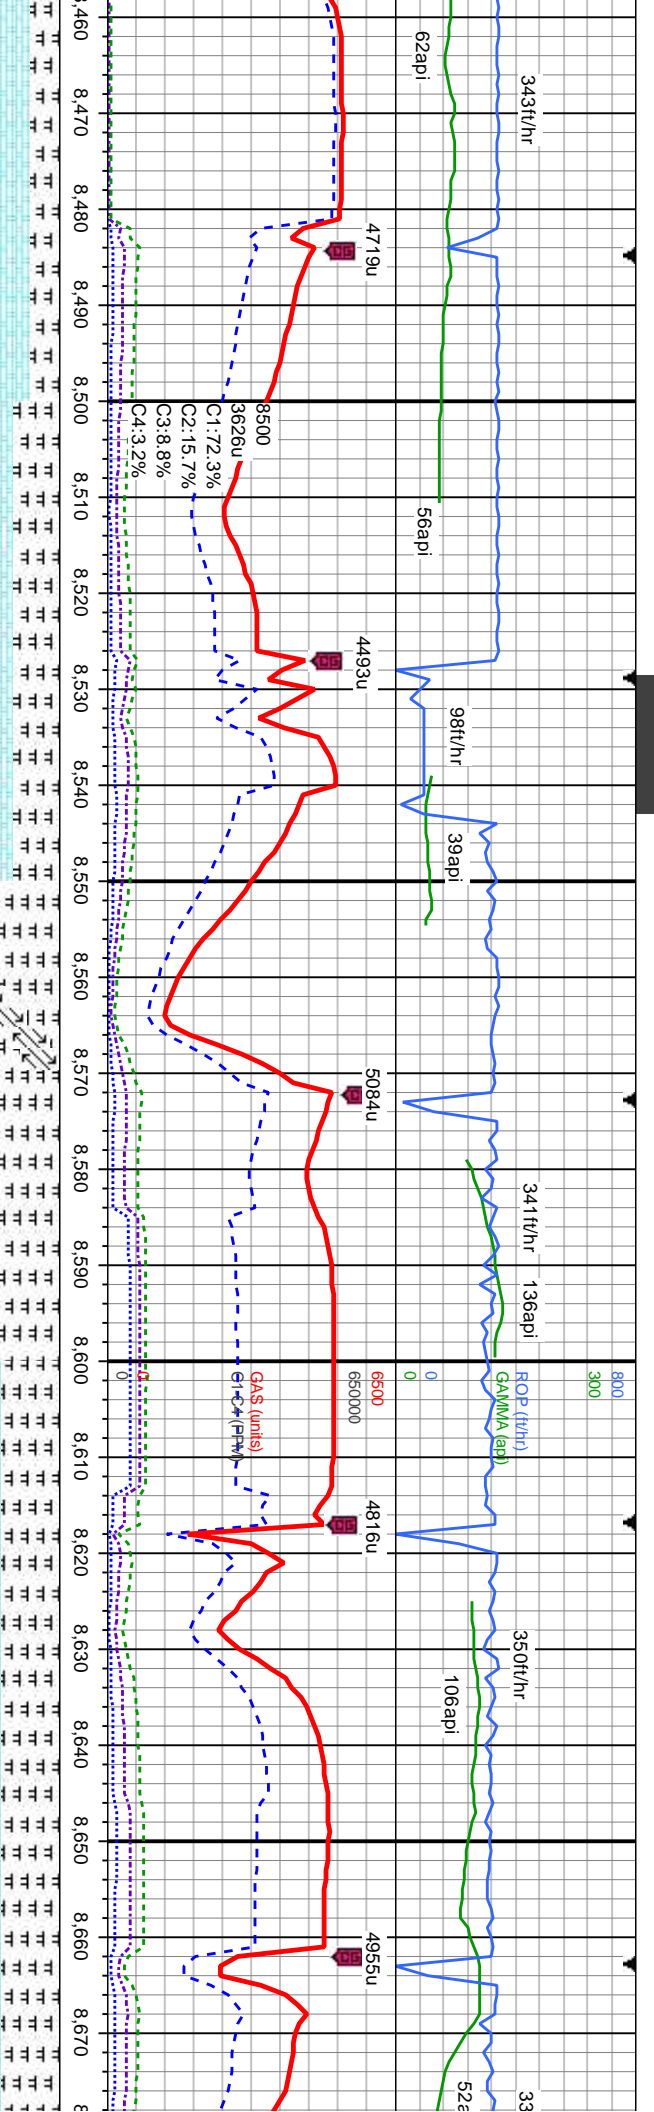 8,460
8,470
8,480
8,490
8,500
8,510
8,520
8,530
8,540
8,550
8,560
8,570
8,580
8,590
8,600
8,610
8,620
8,630
8,640
8,650
8,660
8,670
343ft/hr
62api
4719u
8500
3626u
C1:72.3%
C2:15.7%
C3:8.8%
C4:3.2%
56api
4493u
98ft/hr
39api
5084u
341ft/hr
136api
800
300
ROP (ft/hr)
GAMMA (api)
0
0
6500
650000
GAS (units)
C1-C4 (PPM)
0
0
4816u
350ft/hr
106api
4955u